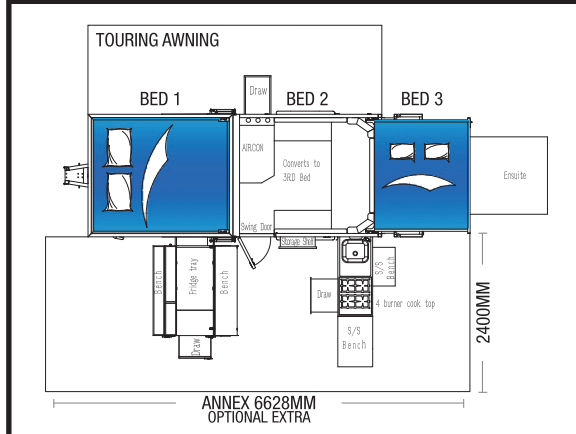 TOURING AWNING
BED 1
Draw
BED 2
BED 3
AIRCON
Converts to
3RD Bed
Ensuite
Swing Door
Storage Shelf
Bench
Fridge tray
Bench
Draw
S/S
Bench
Draw
4 burner cook top
S/S
Bench
2400MM
ANNEX 6628MM
OPTIONAL EXTRA